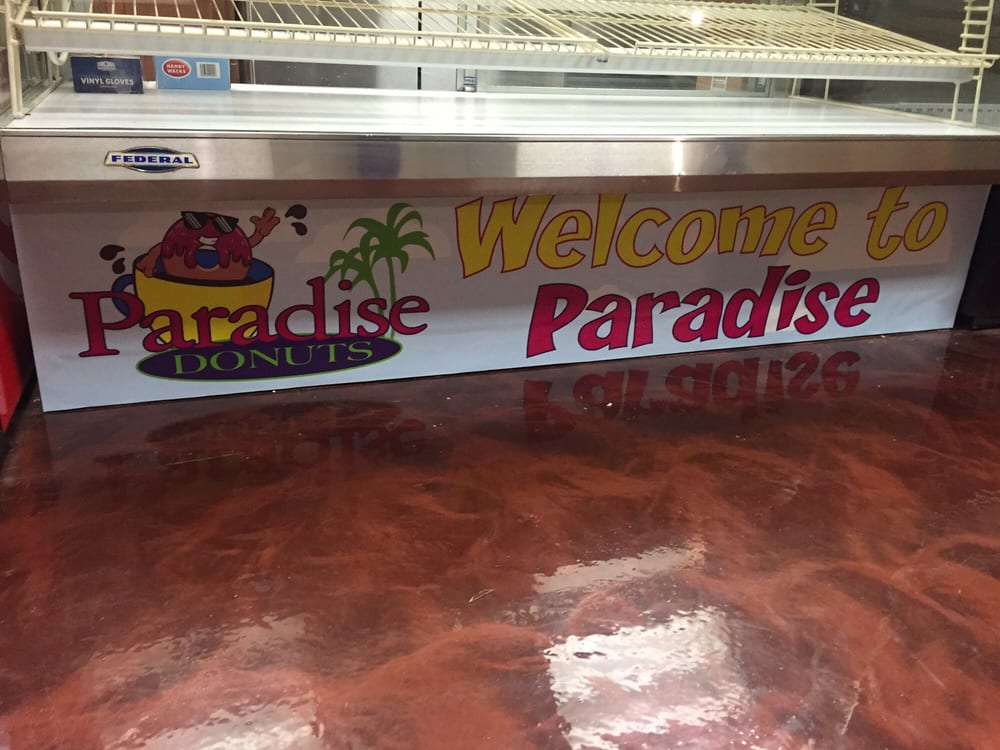 VINYL GLOVES
HANDY
WACKS
FEDERAL
Welcome to
Paradise
Paradise
DONUTS